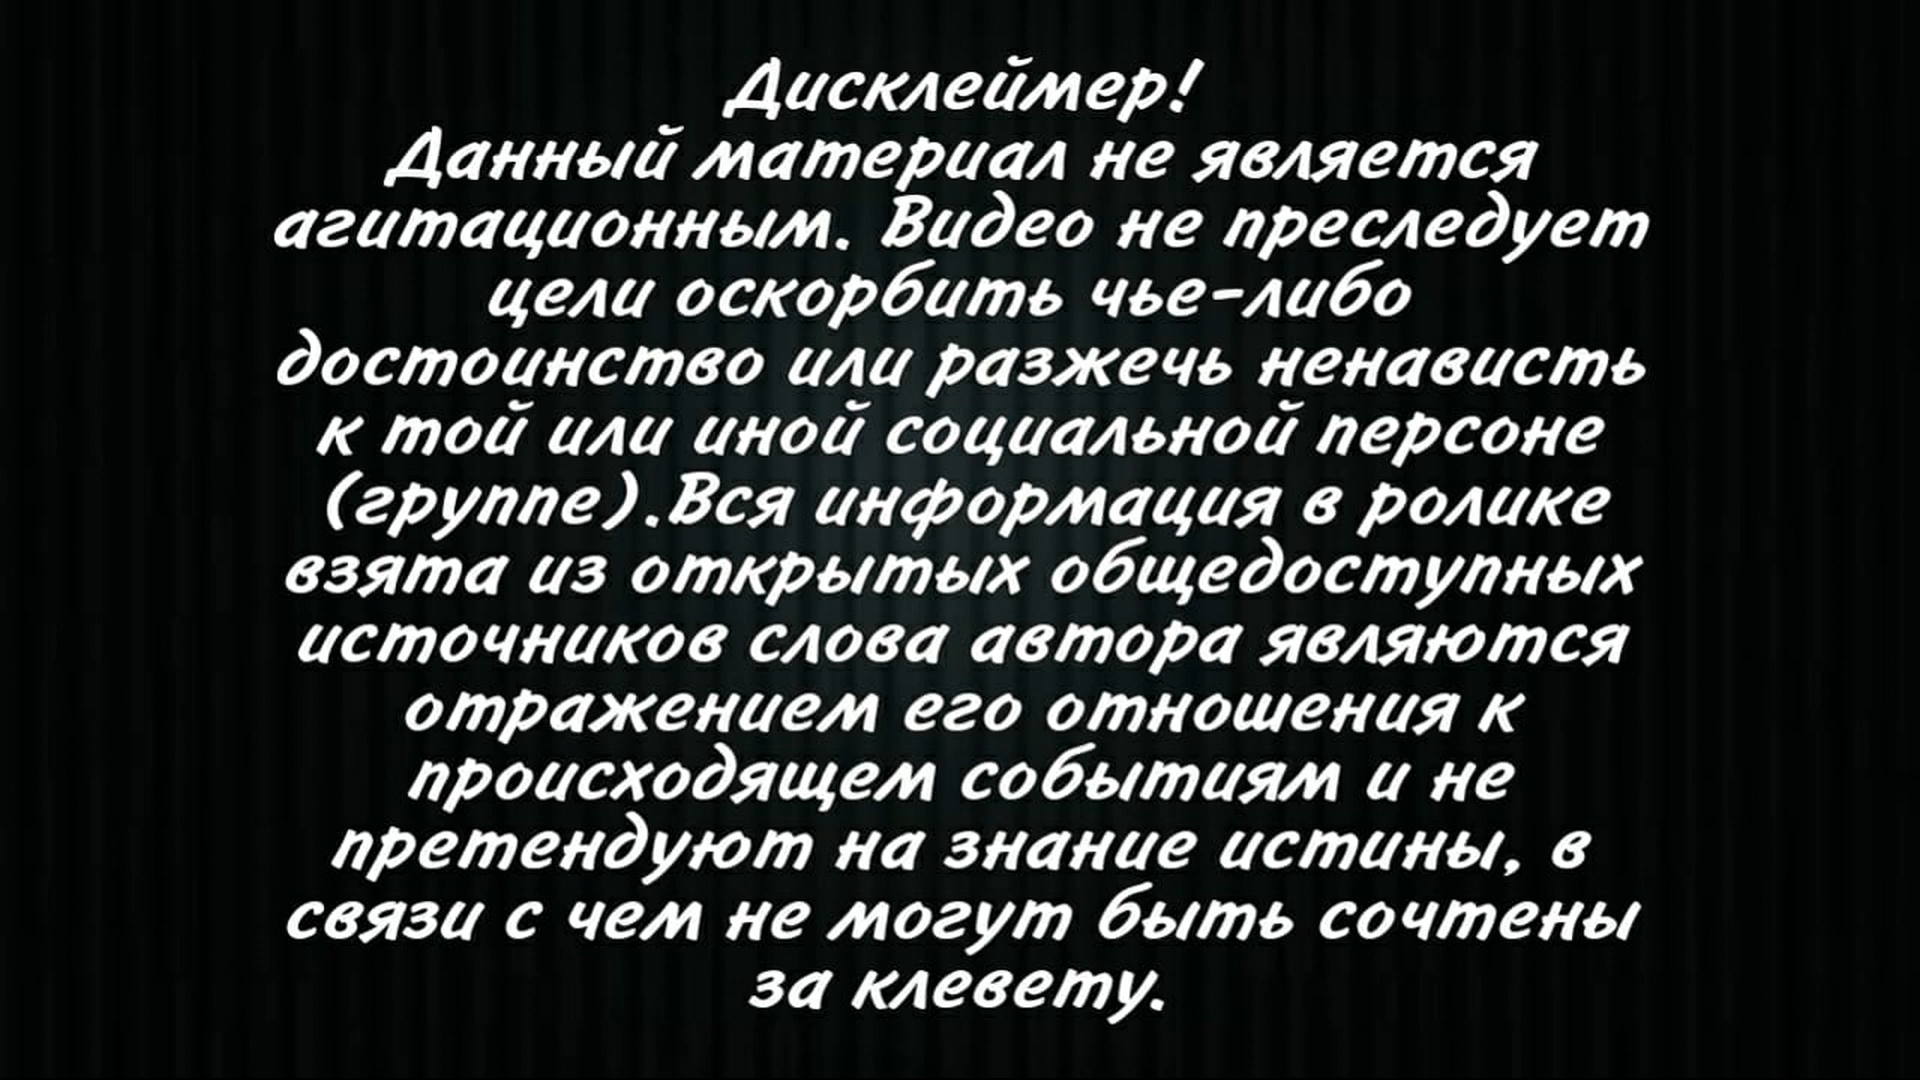 Дисклеймер!
Данный материал не является
агитационным. Видео не преследует
цели оскорбить чье-либо
достоинство или разжечь ненависть
к той или иной социальной персоне
(группе).Вся информация в ролике
взята из открытых общедоступных
источников слова автора являются
отражением его отношения к
происходящем событиям и не
претендуют на знание истины, в
связи с чем не могут быть сочтены
за клевету.